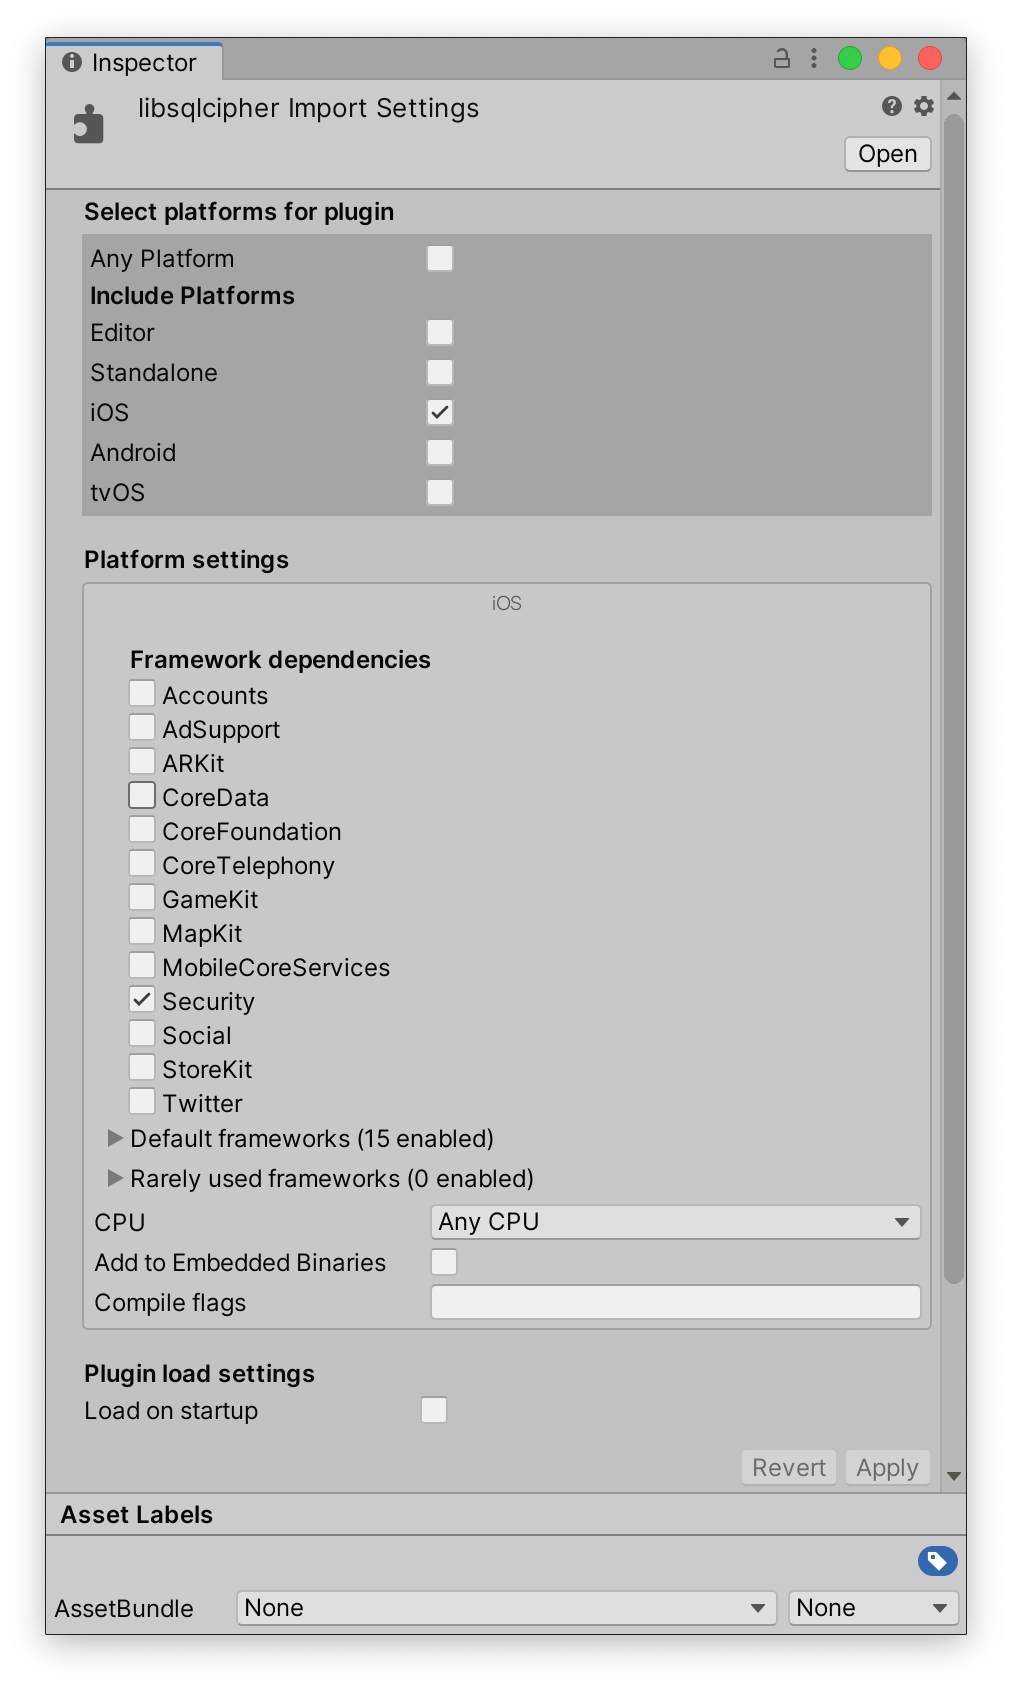 Inspector
libsqlcipher Import Settings
Open
Select platforms for plugin
Any Platform
Include Platforms
Editor
Standalone
iOS
Android
tvOS
Platform settings
iOS
Framework dependencies
Accounts
AdSupport
ARKit
CoreData
CoreFoundation
CoreTelephony
GameKit
MapKit
MobileCoreServices
Security
Social
StoreKit
Twitter
Default frameworks (15 enabled)
Rarely used frameworks (0 enabled)
CPU Any CPU
Add to Embedded Binaries
Compile flags
Plugin load settings
Load on startup
Revert Apply
Asset Labels
AssetBundle None None